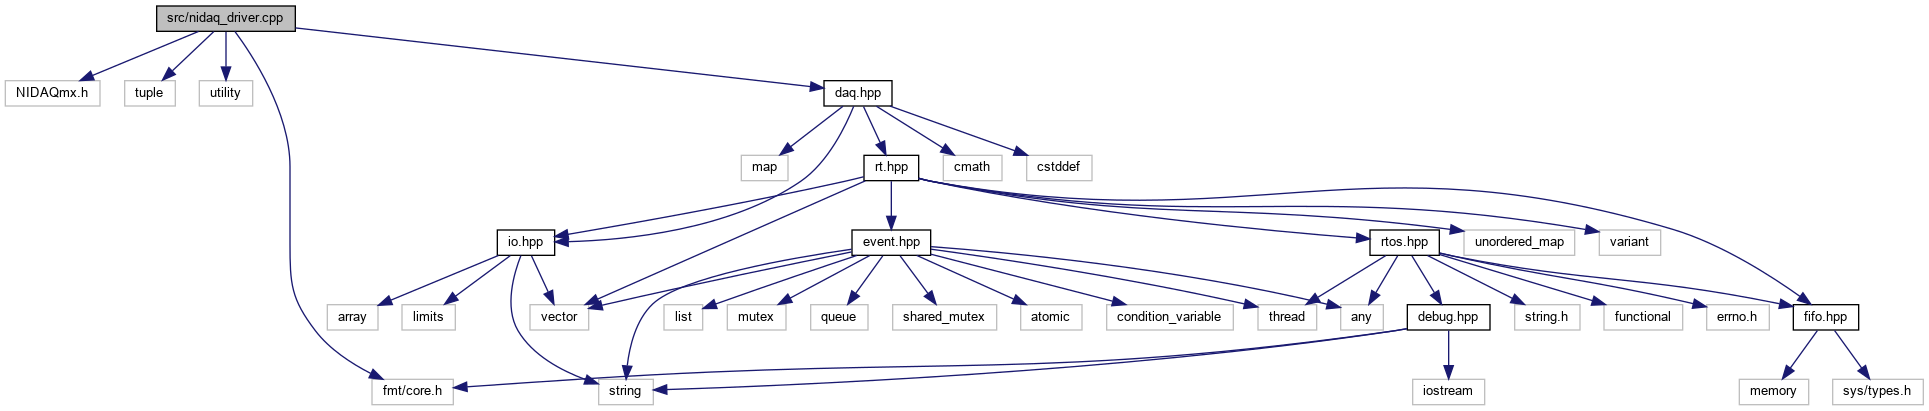 src/nidaq_driver.cpp
NIDAQmx.h
tuple
utility
daq.hpp
map
rt.hpp
cmath
cstddef
io.hpp
event.hpp
rtos.hpp
unordered_map
variant
array
limits
vector
list
mutex
queue
shared_mutex
atomic
condition_variable
thread
any
debug.hpp
string.h
functional
errno.h
fifo.hpp
fmt/core.h
string
iostream
memory
sys/types.h